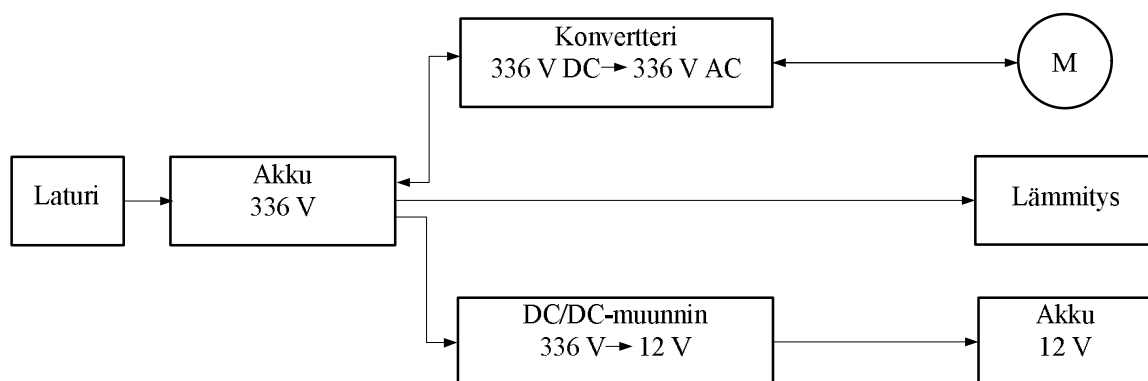 Konvertteri
336 V DC→ 336 V AC
M
Laturi
Akku
336 V
Lämmitys
DC/DC-muunnin
336 V→ 12 V
Akku
12 V